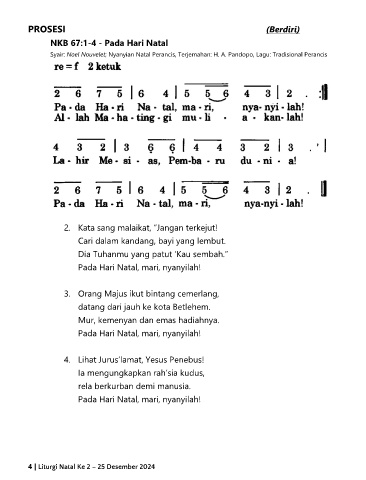 PROSESI (Berdiri)
NKB 67:1-4 - Pada Hari Natal
Syair: Noel Nouvelet; Nyanyian Natal Perancis, Terjemahan: H. A. Pandopo, Lagu: Tradisional Perancis
re = f 2 ketuk
2 6 7 5 | 6 4 | 5 5 6 4 3 | 2 . :||
Pa - da Ha - ri Na - tal, ma - ri, nya - nyi - lah!
Al - lah Ma - ha - ting - gi mu - li - a - kan - lah!
4 3 2 | 3 6 6 | 4 4 3 2 | 3 . ' |
La - hir Me - si - as, Pem - ba - ru du - ni - a!
2 6 7 5 | 6 4 | 5 5 6 4 3 | 2 . ||
Pa - da Ha - ri Na - tal, ma - ri, nya-nyi - lah!
2. Kata sang malaikat, "Jangan terkejut!
Cari dalam kandang, bayi yang lembut.
Dia Tuhanmu yang patut 'Kau sembah."
Pada Hari Natal, mari, nyanyilah!
3. Orang Majus ikut bintang cemerlang,
datang dari jauh ke kota Betlehem.
Mur, kemenyan dan emas hadiahnya.
Pada Hari Natal, mari, nyanyilah!
4. Lihat Jurus'lamat, Yesus Penebus!
Ia mengungkapkan rah'sia kudus,
rela berkurban demi manusia.
Pada Hari Natal, mari, nyanyilah!
4 | Liturgi Natal Ke 2 – 25 Desember 2024